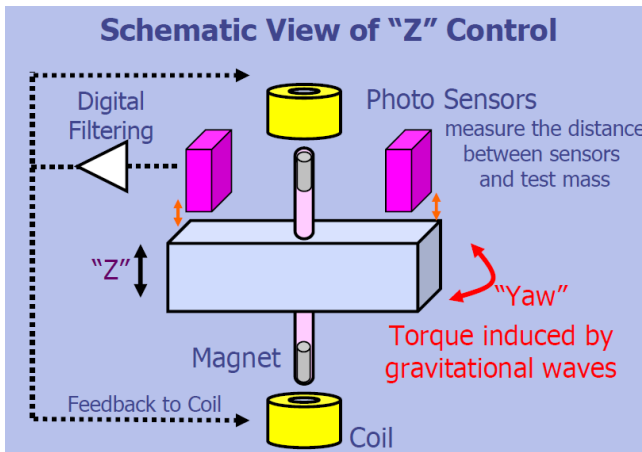 Schematic View of “Z” Control
Digital
Filtering
Photo Sensors
measure the distance
between sensors
and test mass
“Z”
“Yaw”
Torque induced by
gravitational waves
Magnet
Feedback to Coil
Coil